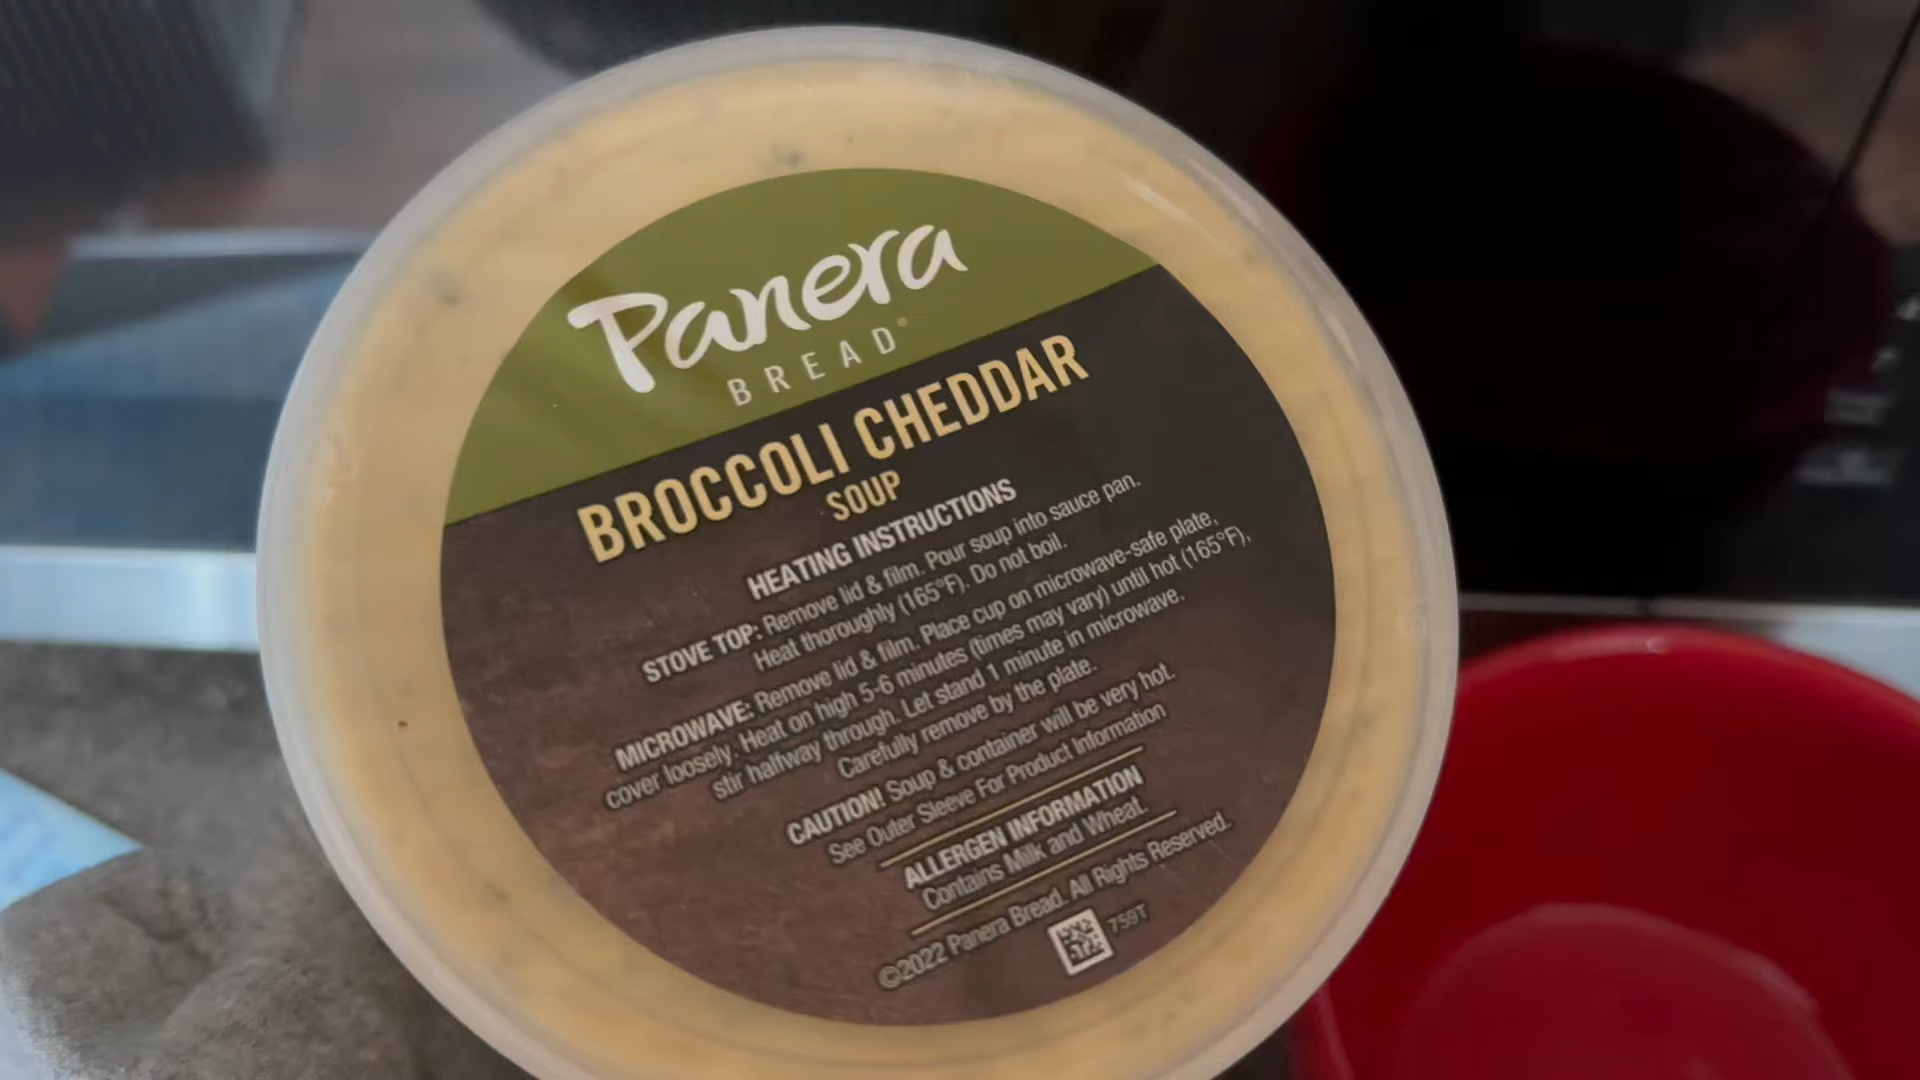 Panera
BREAD®
BROCCOLI CHEDDAR
SOUP
HEATING INSTRUCTIONS
STOVE TOP: Remove lid & film. Pour soup into sauce pan.
Heat thoroughly (165°F). Do not boil.
MICROWAVE: Remove lid & film. Place cup on microwave-safe plate,
cover loosely. Heat on high 5-6 minutes (times may vary) until hot (165°F),
stir halfway through. Let stand 1 minute in microwave.
Carefully remove by the plate.
CAUTION! Soup & container will be very hot.
See Outer Sleeve For Product Information
ALLERGEN INFORMATION
Contains Milk and Wheat.
©2022 Panera Bread. All Rights Reserved.
759T